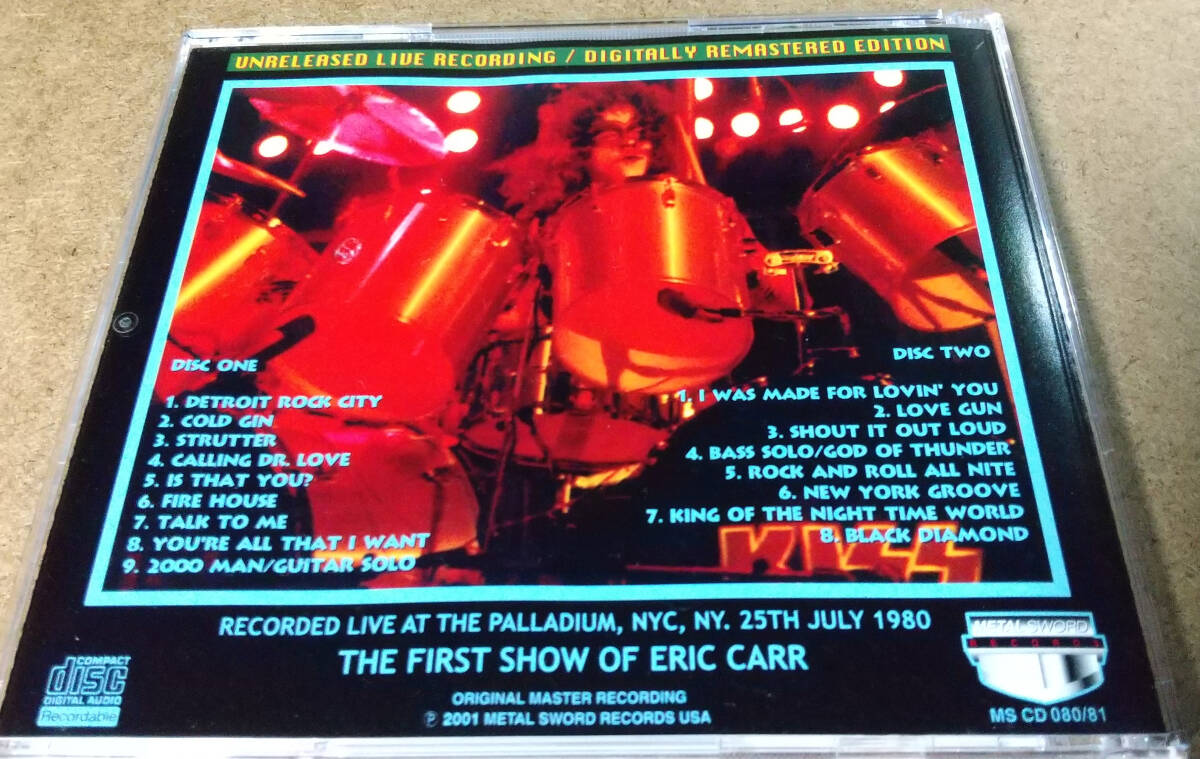 UNRELEASED LIVE RECORDING / DIGITALLY REMASTERED EDITION
DISC ONE
1. DETROIT ROCK CITY
2. COLD GIN
3. STRUTTER
4. CALLING DR. LOVE
5. IS THAT YOU?
6. FIRE HOUSE
7. TALK TO ME
8. YOU'RE ALL THAT I WANT
9. 2000 MAN/GUITAR SOLO
DISC TWO
1. I WAS MADE FOR LOVIN' YOU
2. LOVE GUN
3. SHOUT IT OUT LOUD
4. BASS SOLO/GOD OF THUNDER
5. ROCK AND ROLL ALL NITE
6. NEW YORK GROOVE
7. KING OF THE NIGHT TIME WORLD
8. BLACK DIAMOND
KISS
RECORDED LIVE AT THE PALLADIUM, NYC, NY. 25TH JULY 1980
THE FIRST SHOW OF ERIC CARR
ORIGINAL MASTER RECORDING
℗ 2001 METAL SWORD RECORDS USA
COMPACT
disc
DIGITAL AUDIO
Recordable
METAL SWORD
RECORDS
MS CD 080/81